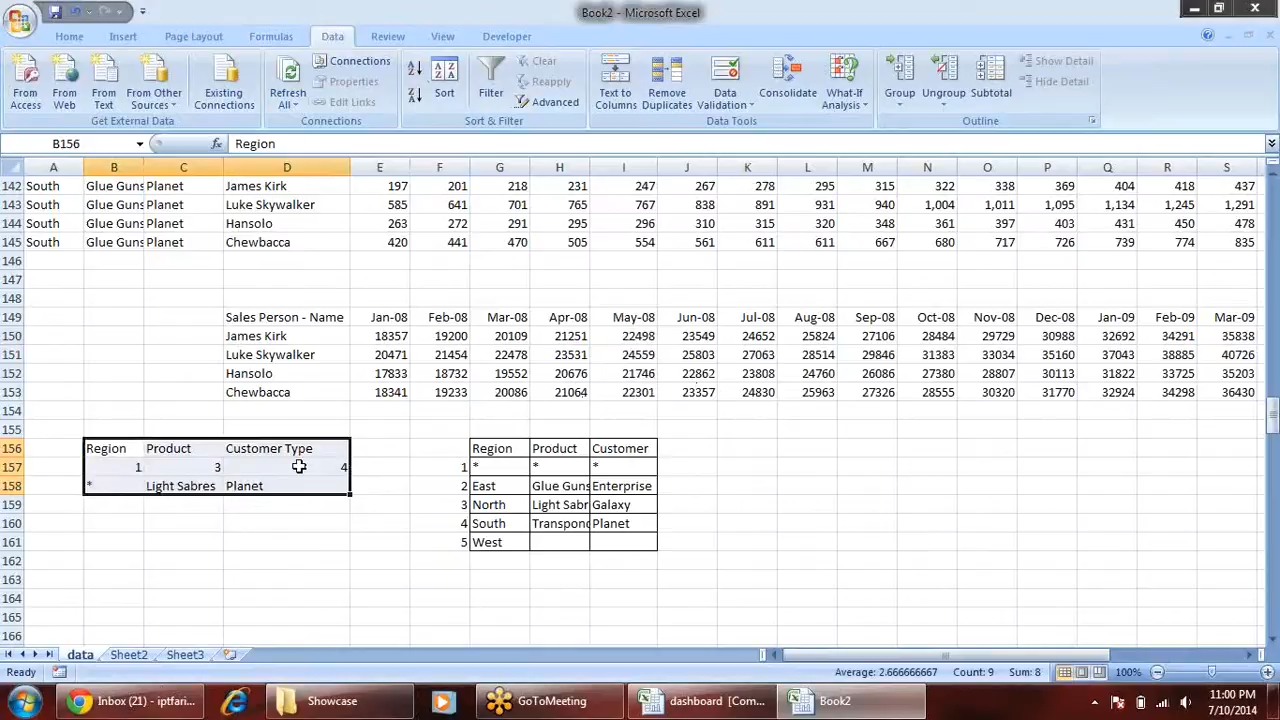 Book2 - Microsoft Excel
Home Insert Page Layout Formulas Data Review View Developer
From Access From Web From Text From Other Sources Existing Connections Refresh All Connections Properties Edit Links Sort Filter Clear Reapply Advanced Text to Columns Remove Duplicates Data Validation Consolidate What-If Analysis Group Ungroup Subtotal Show Detail Hide Detail
Get External Data Connections Sort & Filter Data Tools Outline
B156 fx Region
A B C D E F G H I J K L M N O P Q R S
142 South Glue Guns Planet James Kirk 197 201 218 231 247 267 278 295 315 322 338 369 404 418 437
143 South Glue Guns Planet Luke Skywalker 585 641 701 765 767 838 891 931 940 1,004 1,011 1,095 1,134 1,245 1,291
144 South Glue Guns Planet Hansolo 263 272 291 295 296 310 315 320 348 361 397 403 431 450 478
145 South Glue Guns Planet Chewbacca 420 441 470 505 554 561 611 611 667 680 717 726 739 774 835
146
147
148
149 Sales Person - Name Jan-08 Feb-08 Mar-08 Apr-08 May-08 Jun-08 Jul-08 Aug-08 Sep-08 Oct-08 Nov-08 Dec-08 Jan-09 Feb-09 Mar-09
150 James Kirk 18357 19200 20109 21251 22498 23549 24652 25824 27106 28484 29729 30988 32692 34291 35838
151 Luke Skywalker 20471 21454 22478 23531 24559 25803 27063 28514 29846 31383 33034 35160 37043 38885 40726
152 Hansolo 17833 18732 19552 20676 21746 22862 23808 24760 26086 27380 28807 30113 31822 33725 35203
153 Chewbacca 18341 19233 20086 21064 22301 23357 24830 25963 27326 28555 30320 31770 32924 34298 36430
154
155
156 Region Product Customer Type Region Product Customer
157 1 3 4 1 * * *
158 * Light Sabres Planet 2 East Glue Guns Enterprise
159 3 North Light Sabr Galaxy
160 4 South Transpond Planet
161 5 West
162
163
164
165
166
data Sheet2 Sheet3
Ready Average: 2.666666667 Count: 9 Sum: 8 100%
Inbox (21) - iptfari... Showcase GoToMeeting dashboard [Com... Book2 11:00 PM
7/10/2014